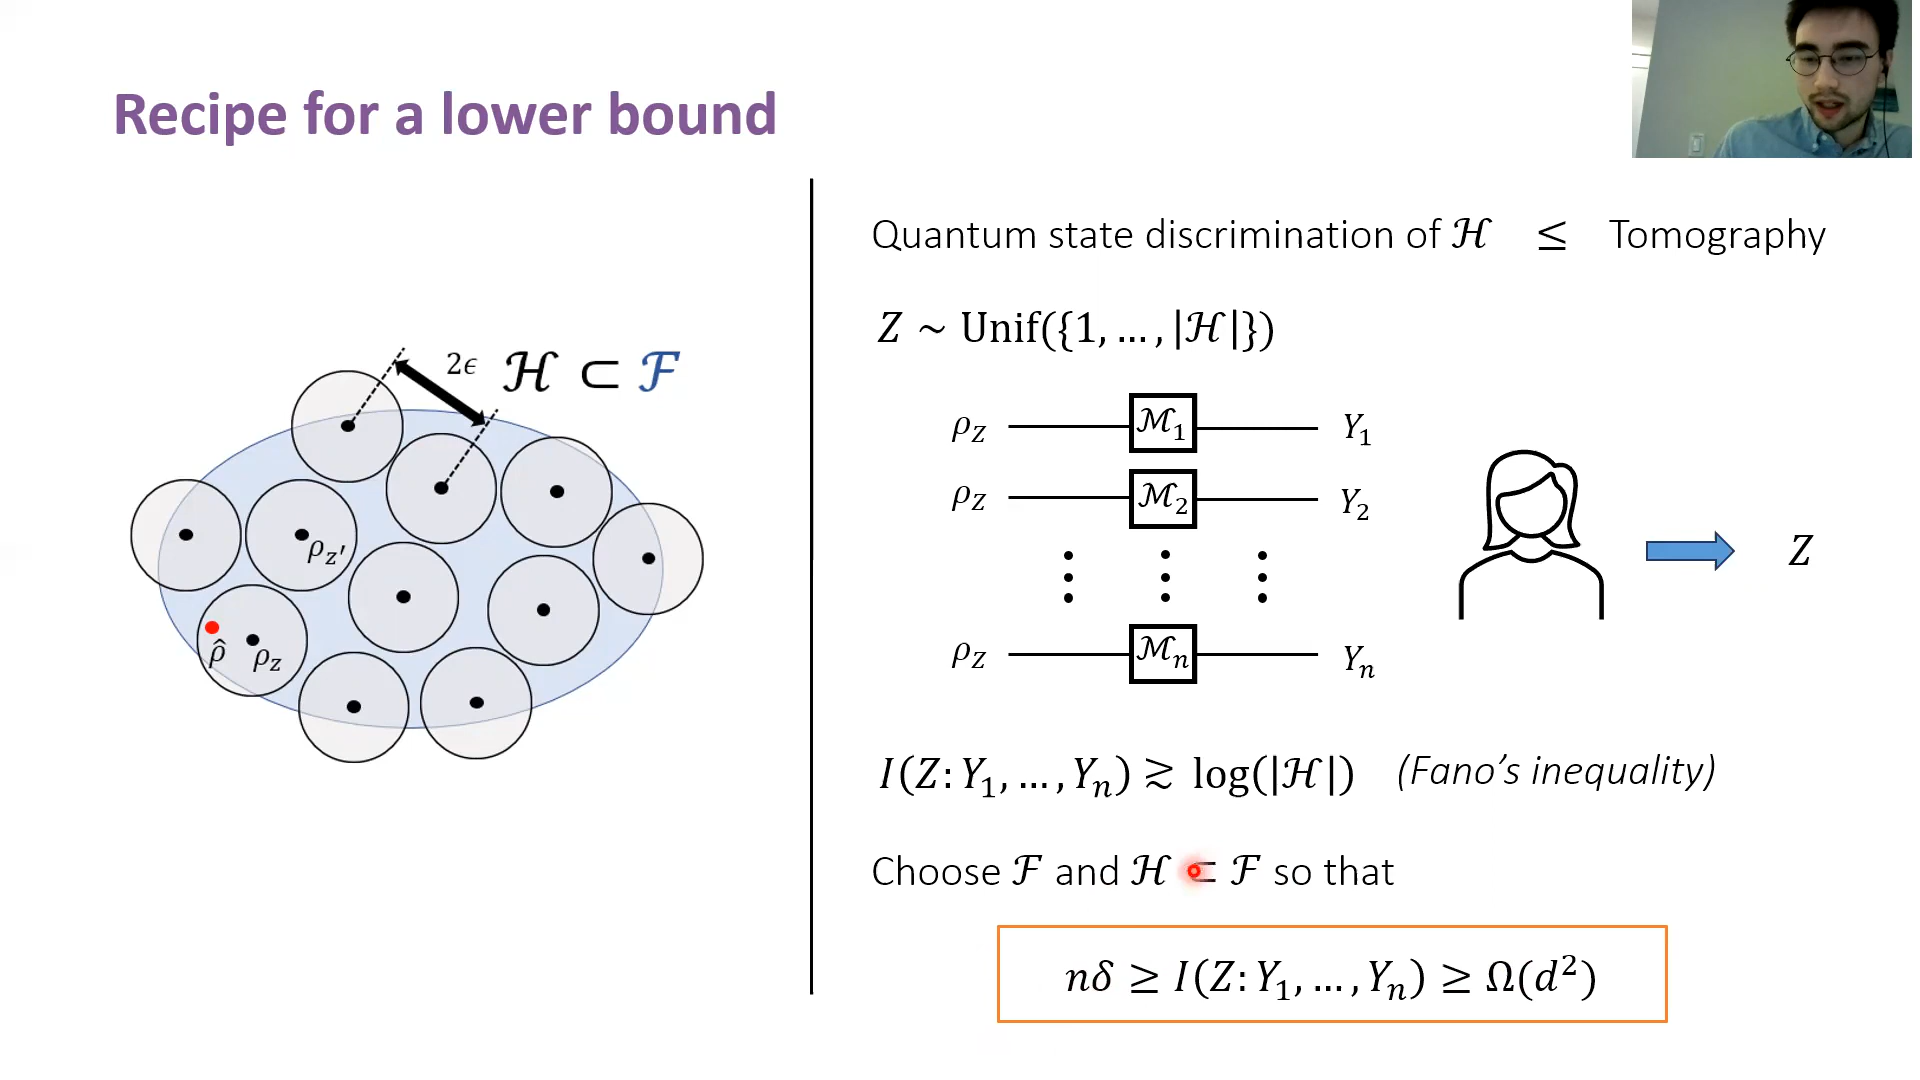 Recipe for a lower bound
2ϵ ℋ ⊂ ℱ
ρ_z'
ρ̂ ρ_z
Quantum state discrimination of ℋ ≤ Tomography
Z ~ Unif({1, ..., |ℋ|})
ρ_Z ℳ_1 Y_1
ρ_Z ℳ_2 Y_2
⋮ ⋮ ⋮
ρ_Z ℳ_n Y_n
Z
I(Z: Y_1, ..., Y_n) ≳ log(|ℋ|) (Fano's inequality)
Choose ℱ and ℋ ⊂ ℱ so that
nδ ≥ I(Z: Y_1, ..., Y_n) ≥ Ω(d^2)